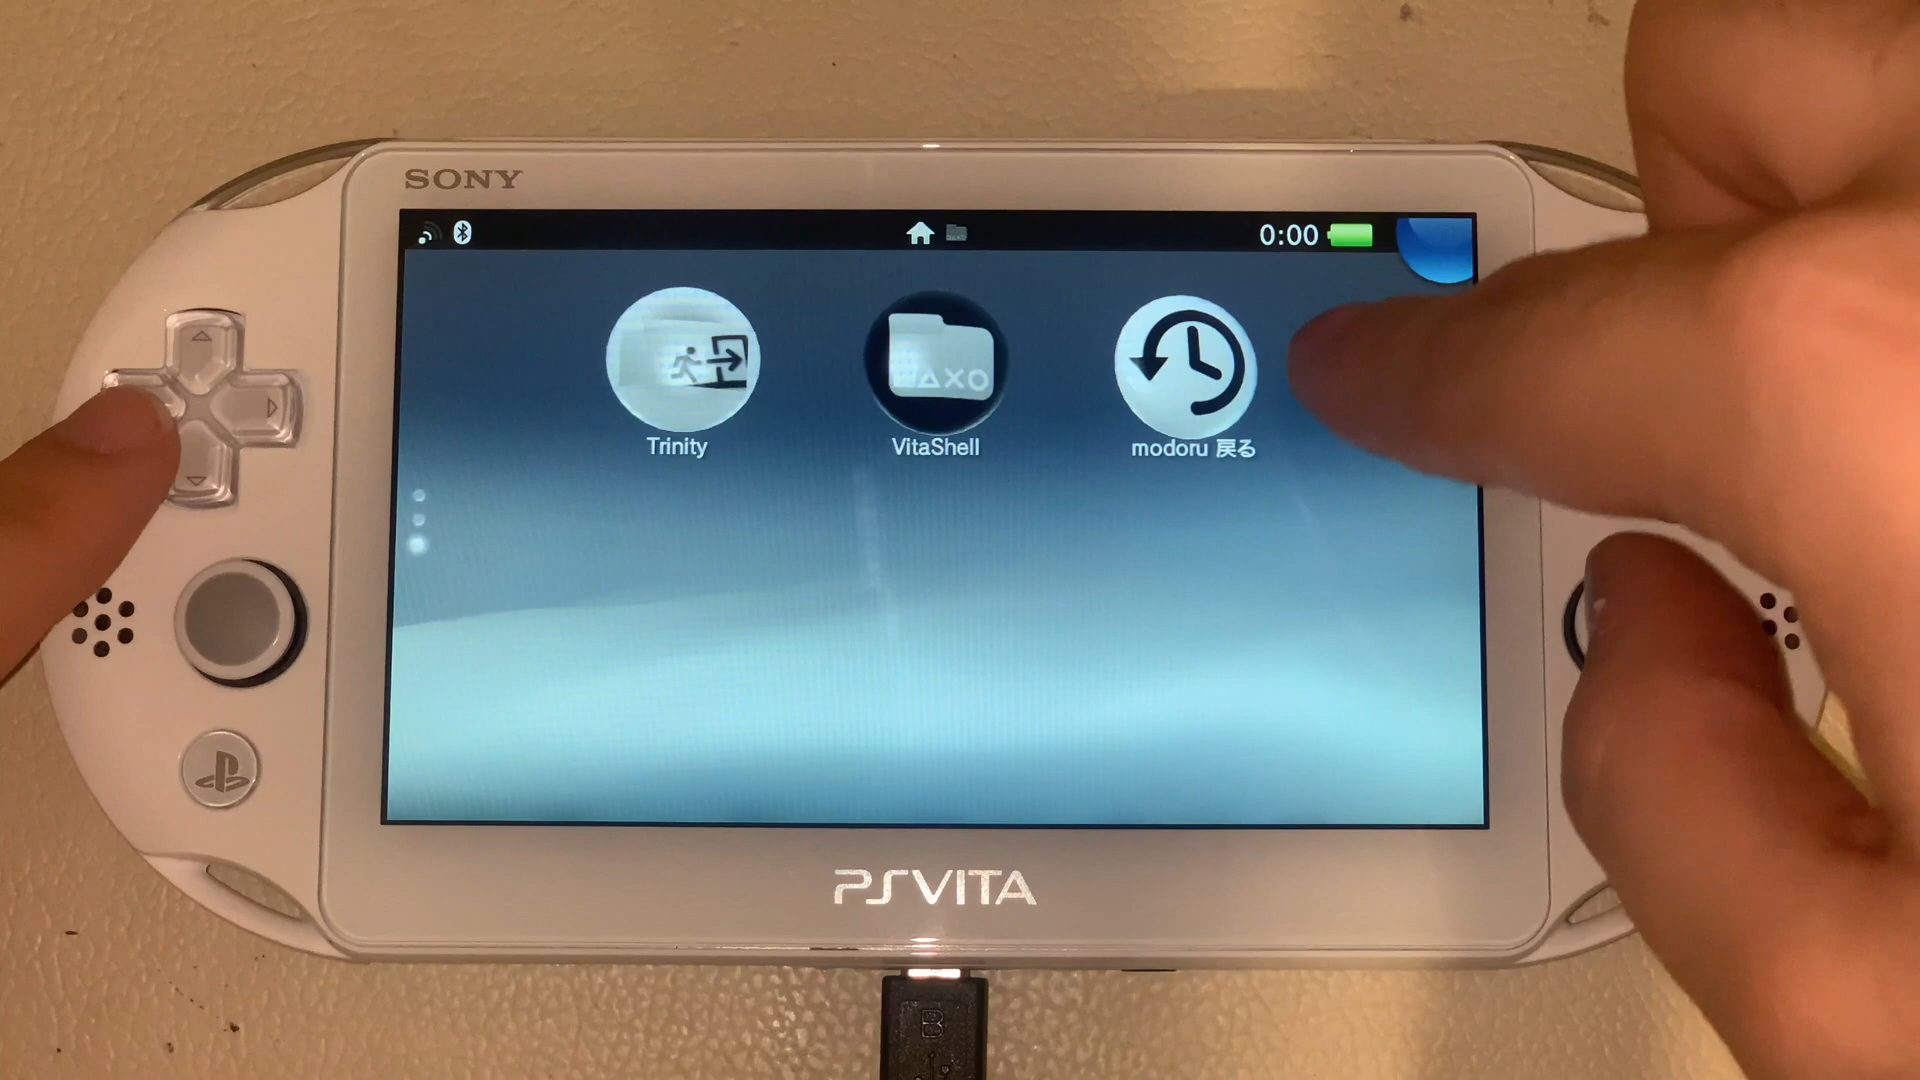 SONY
0:00
Trinity
VitaShell
modoru 戻る
PSVITA
B